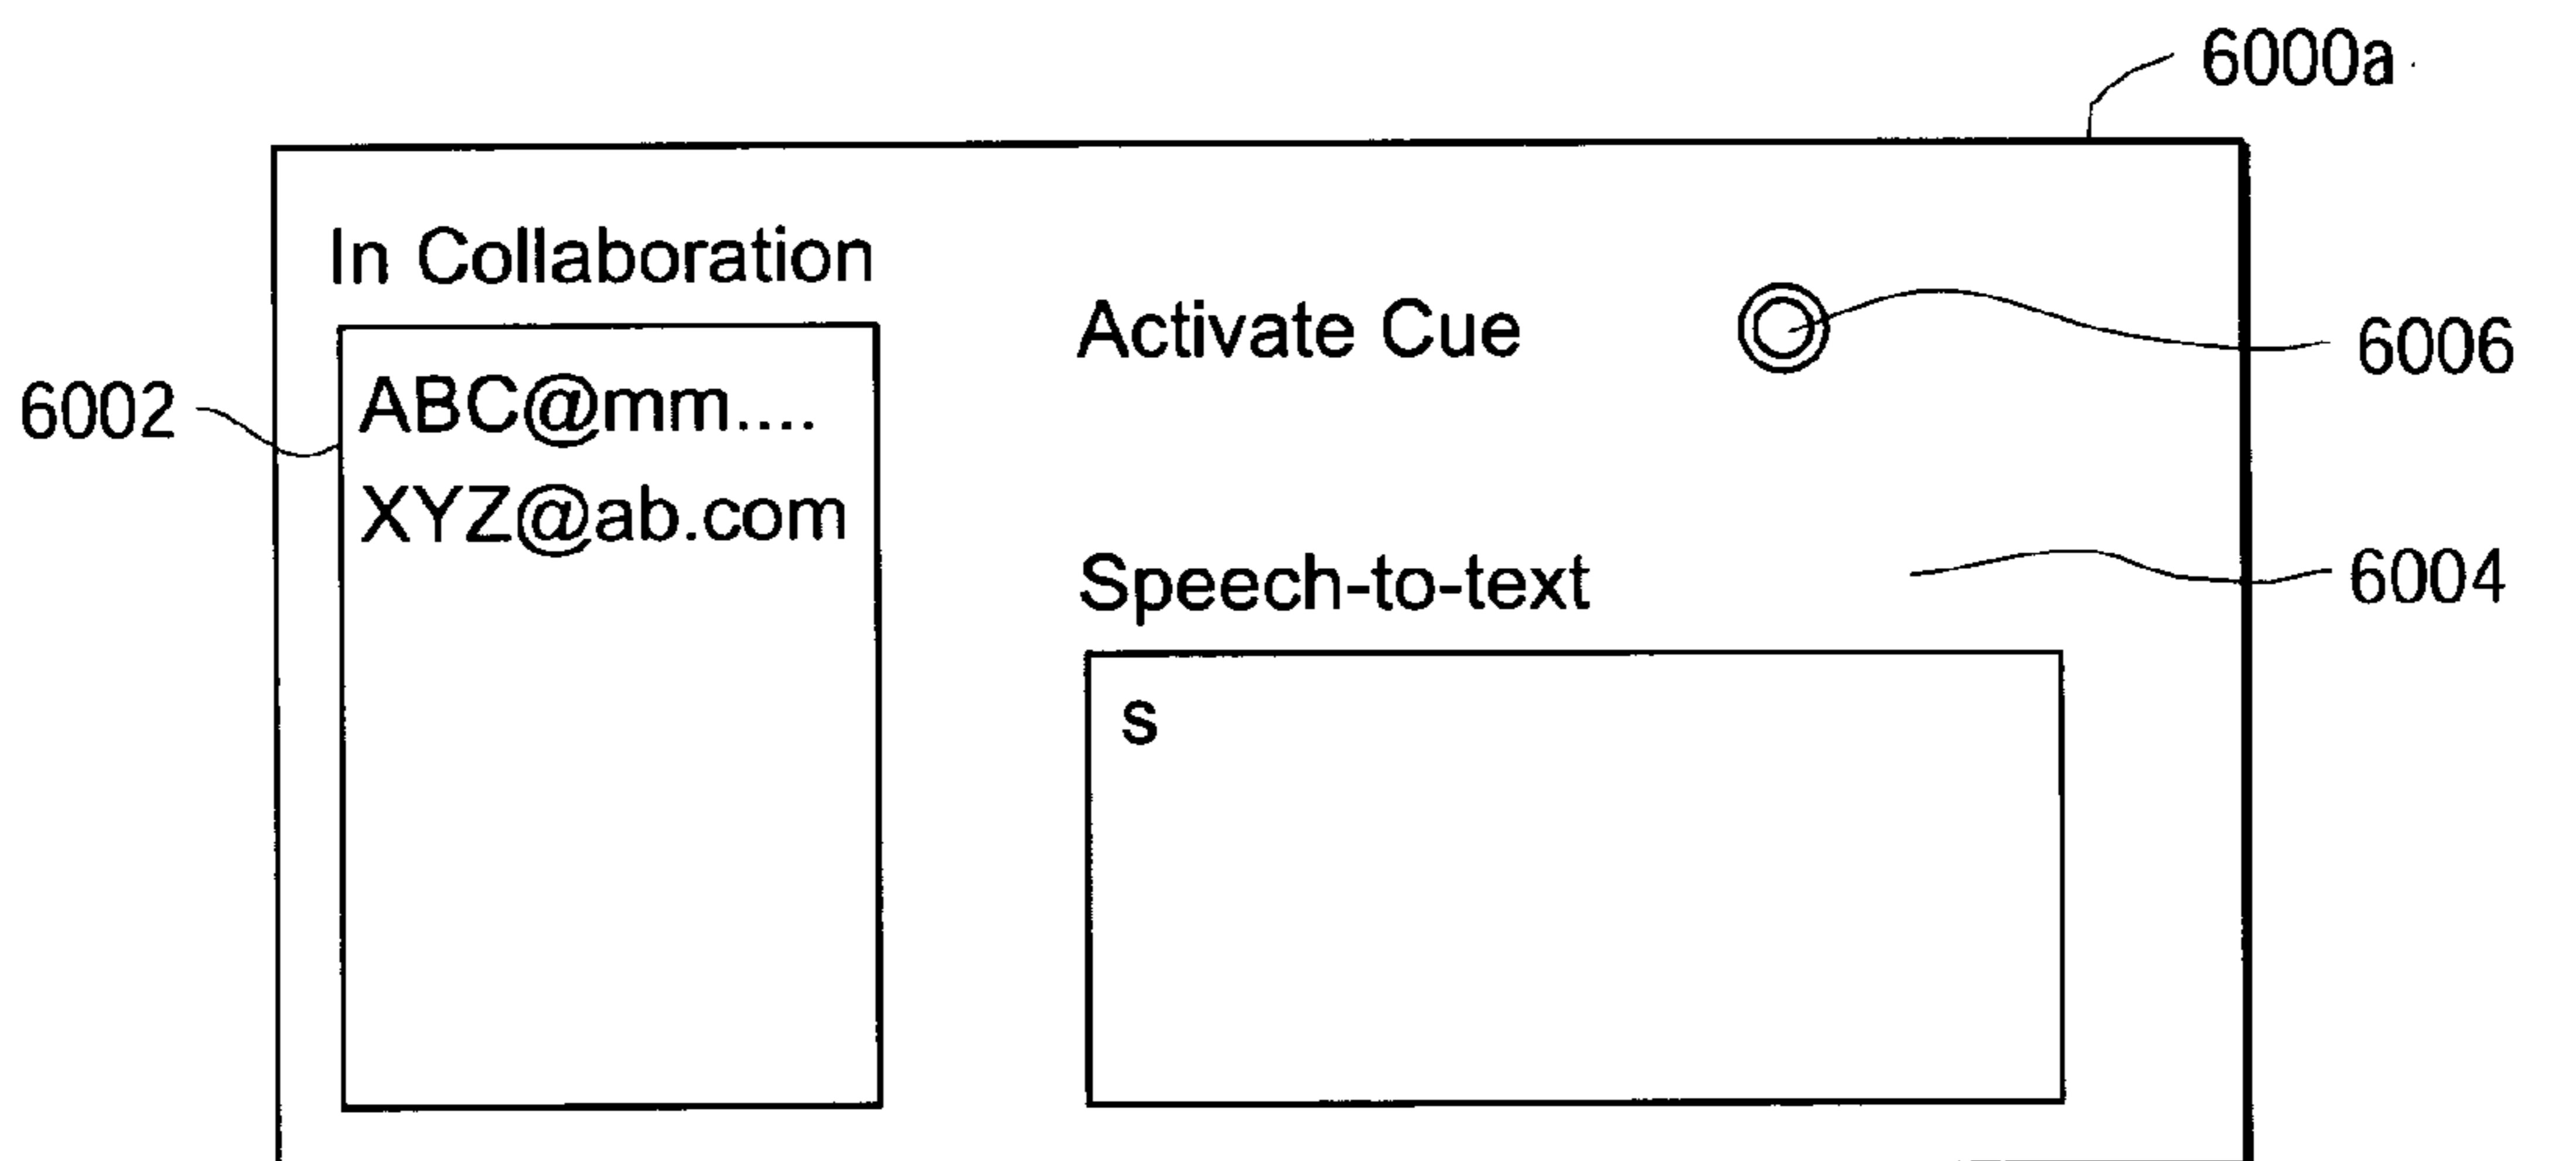 6000a
In Collaboration
Activate Cue
6006
6002
ABC@mm....
XYZ@ab.com
Speech-to-text
6004
s